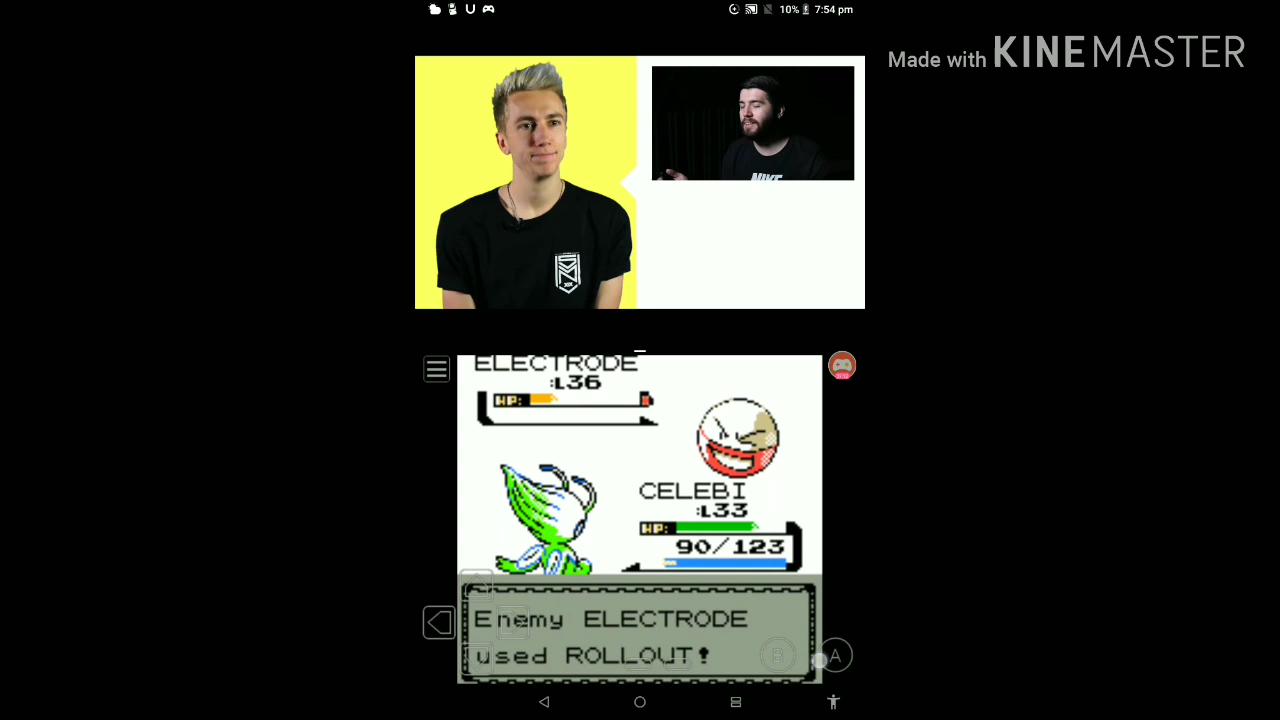 10% 7:54 pm
Made with KINEMASTER
NIKE
ELECTRODE
:L36
HP:
CELEBI
:L33
HP:
90/123
Enemy ELECTRODE
used ROLLOUT!
B A